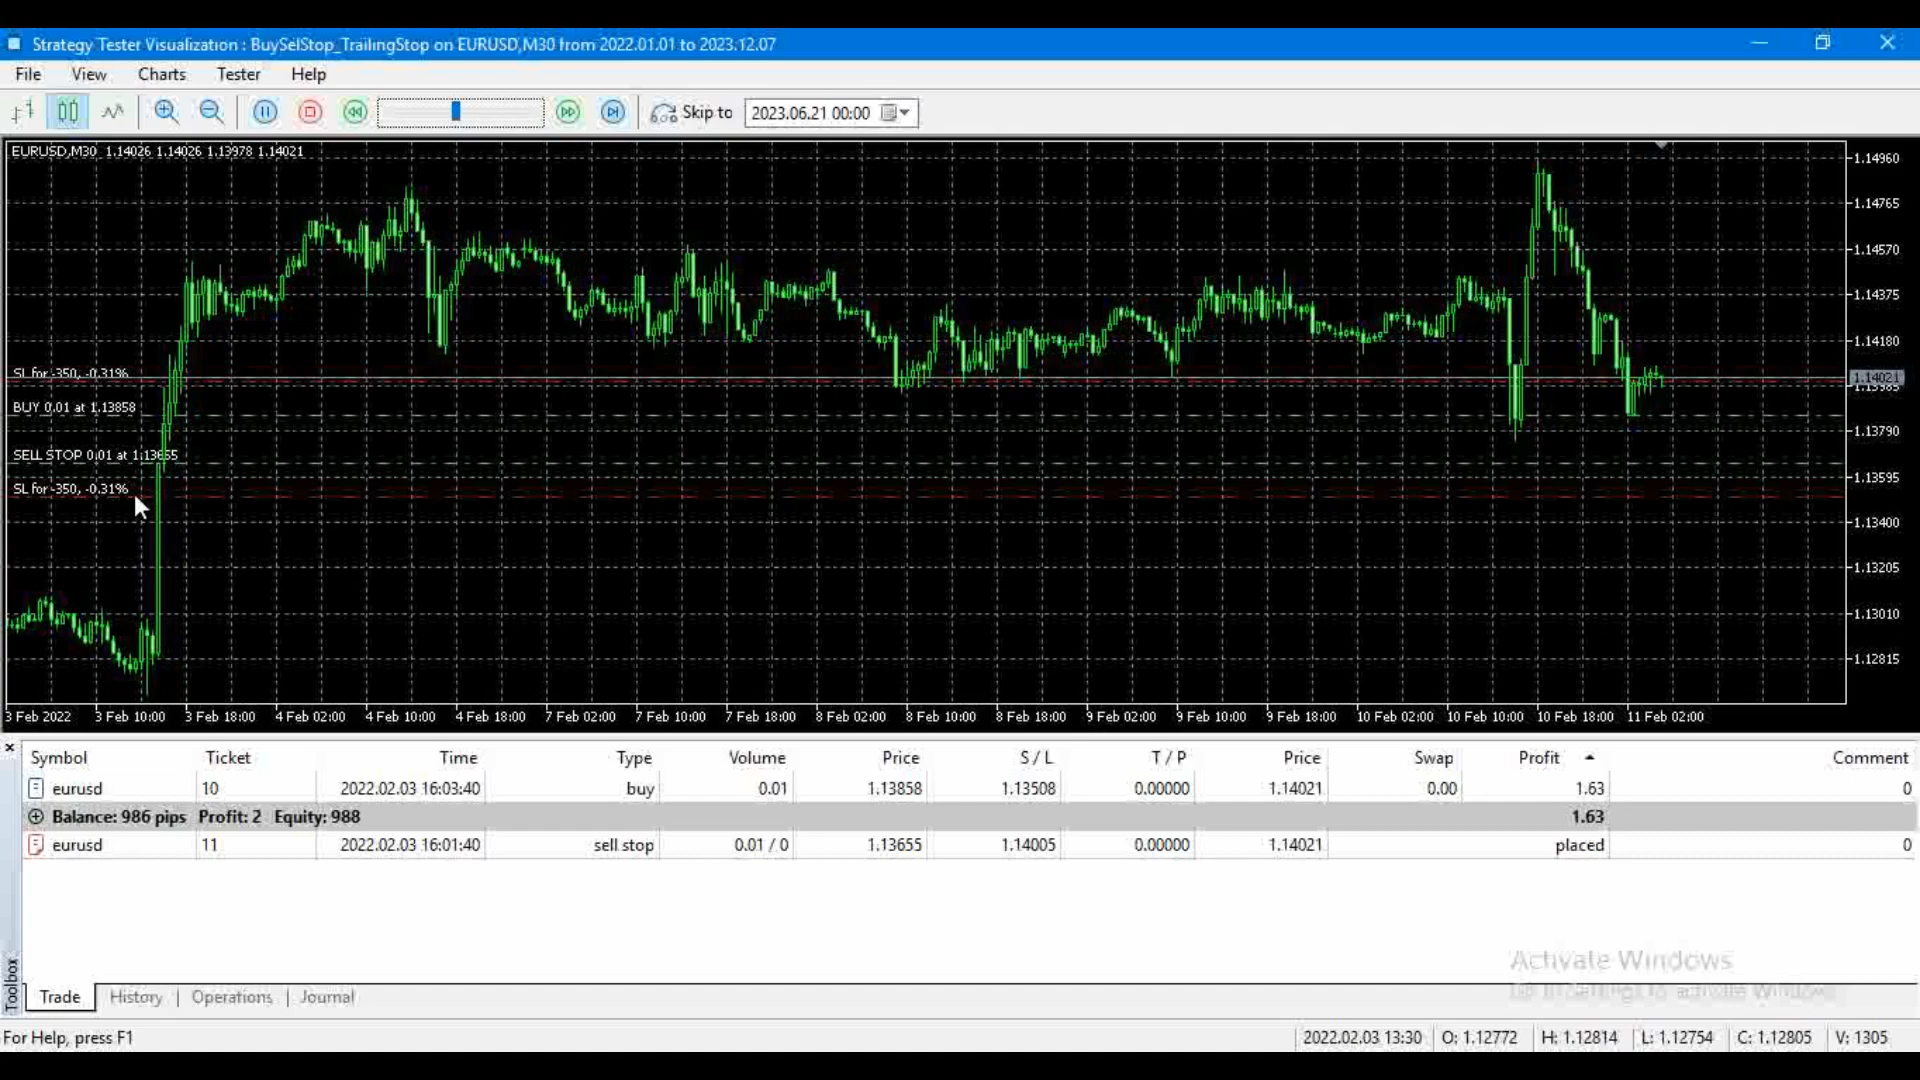 Strategy Tester Visualization : BuySelStop_TrailingStop on EURUSD,M30 from 2022.01.01 to 2023.12.07
File View Charts Tester Help
Skip to 2023.06.21 00:00
EURUSD,M30 1.14026 1.14026 1.13978 1.14021
1.14960
1.14765
1.14570
1.14375
1.14180
SL for -350, -0.31%
1.14021
1.13985
BUY 0.01 at 1.13858
1.13790
SELL STOP 0.01 at 1.13655
1.13595
SL for -350, -0.31%
1.13400
1.13205
1.13010
1.12815
3 Feb 2022 3 Feb 10:00 3 Feb 18:00 4 Feb 02:00 4 Feb 10:00 4 Feb 18:00 7 Feb 02:00 7 Feb 10:00 7 Feb 18:00 8 Feb 02:00 8 Feb 10:00 8 Feb 18:00 9 Feb 02:00 9 Feb 10:00 9 Feb 18:00 10 Feb 02:00 10 Feb 10:00 10 Feb 18:00 11 Feb 02:00
Symbol Ticket Time Type Volume Price S / L T / P Price Swap Profit Comment
eurusd 10 2022.02.03 16:03:40 buy 0.01 1.13858 1.13508 0.00000 1.14021 0.00 1.63 0
Balance: 986 pips Profit: 2 Equity: 988 1.63
eurusd 11 2022.02.03 16:01:40 sell stop 0.01 / 0 1.13655 1.14005 0.00000 1.14021 placed 0
Activate Windows
Toolbox
Trade History Operations Journal
For Help, press F1 2022.02.03 13:30 O: 1.12772 H: 1.12814 L: 1.12754 C: 1.12805 V: 1305